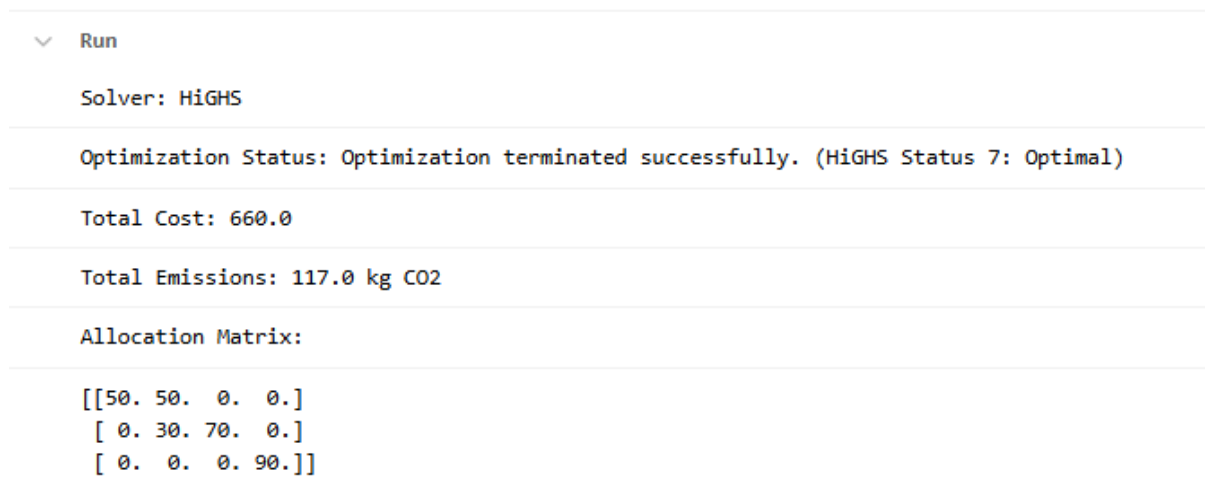 Run
Solver: HiGHS
Optimization Status: Optimization terminated successfully. (HiGHS Status 7: Optimal)
Total Cost: 660.0
Total Emissions: 117.0 kg CO2
Allocation Matrix:
[[50. 50.  0.  0.]
 [ 0. 30. 70.  0.]
 [ 0.  0.  0. 90.]]